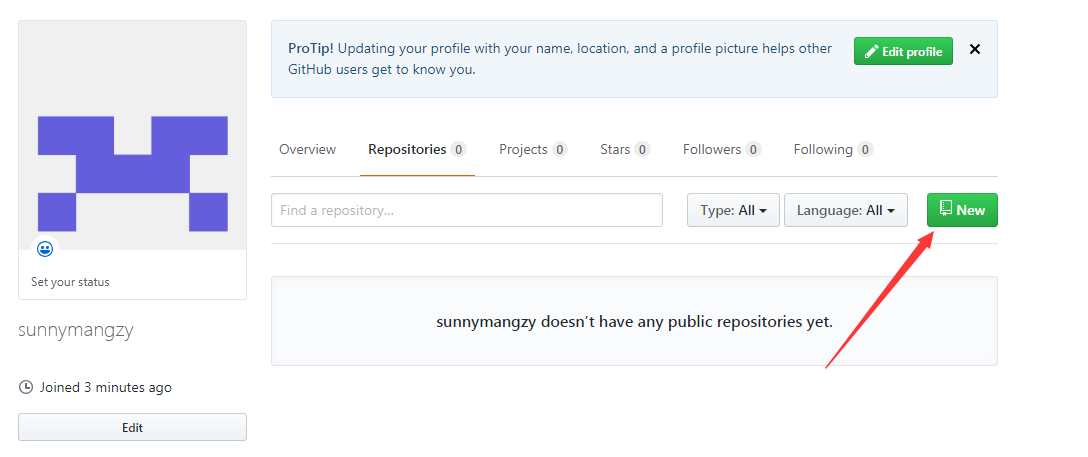 ProTip! Updating your profile with your name, location, and a profile picture helps other
GitHub users get to know you.
Edit profile
Overview Repositories 0 Projects 0 Stars 0 Followers 0 Following 0
Find a repository... Type: All Language: All New
Set your status
sunnymangzy doesn’t have any public repositories yet.
sunnymangzy
Joined 3 minutes ago
Edit